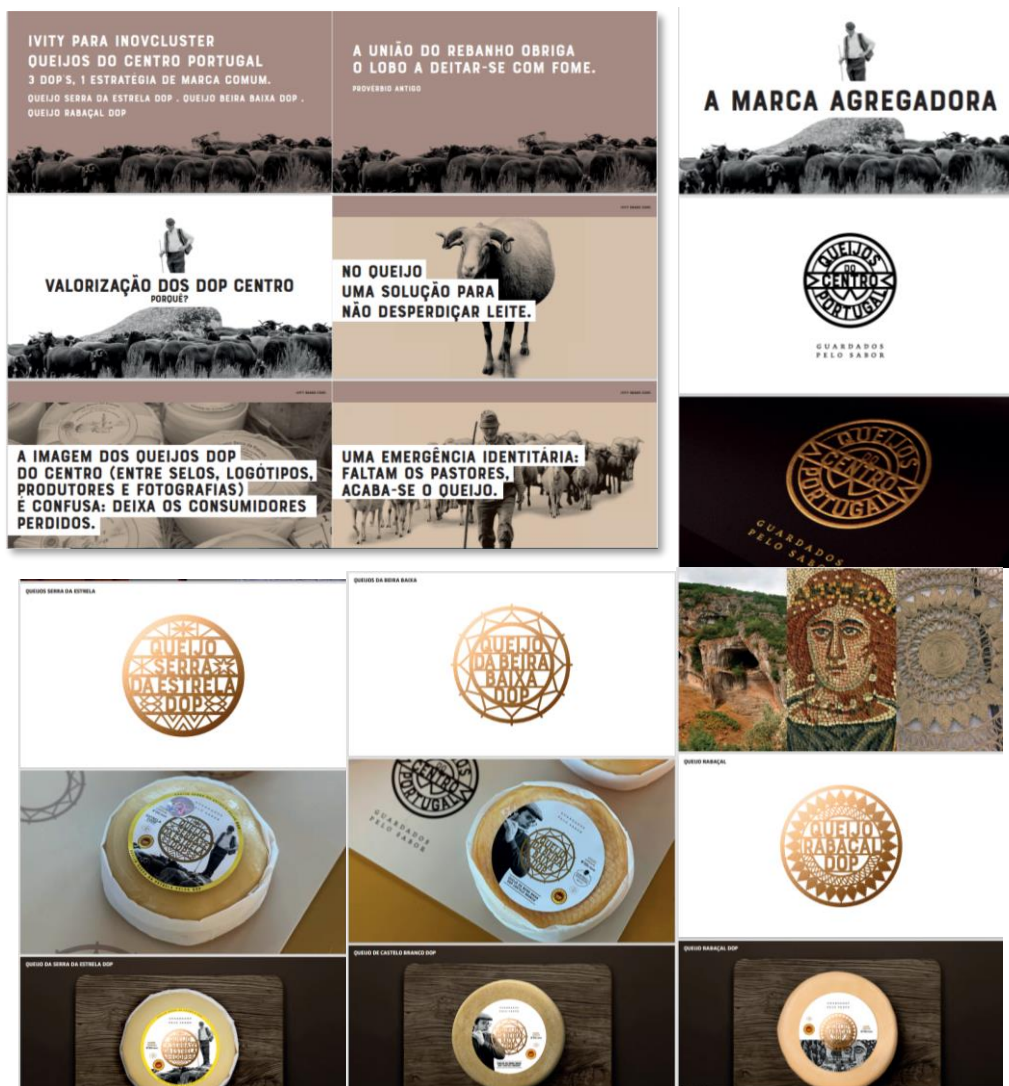 IVITY PARA INOVCLUSTER
QUEIJOS DO CENTRO PORTUGAL
3 DOP'S, 1 ESTRATÉGIA DE MARCA COMUM.
QUEIJO SERRA DA ESTRELA DOP . QUEIJO BEIRA BAIXA DOP .
QUEIJO RABAÇAL DOP
A UNIÃO DO REBANHO OBRIGA
O LOBO A DEITAR-SE COM FOME.
PROVÉRBIO ANTIGO
A MARCA AGREGADORA
VALORIZAÇÃO DOS DOP CENTRO
PORQUÊ?
NO QUEIJO
UMA SOLUÇÃO PARA
NÃO DESPERDIÇAR LEITE.
QUEIJOS
DO
CENTRO
PORTUGAL
GUARDADOS
PELO SABOR
A IMAGEM DOS QUEIJOS DOP
DO CENTRO (ENTRE SELOS, LOGÓTIPOS,
PRODUTORES E FOTOGRAFIAS)
É CONFUSA: DEIXA OS CONSUMIDORES
PERDIDOS.
UMA EMERGÊNCIA IDENTITÁRIA:
FALTAM OS PASTORES,
ACABA-SE O QUEIJO.
QUEIJOS
DO
CENTRO
PORTUGAL
GUARDADOS
PELO SABOR
QUEIJOS SERRA DA ESTRELA
QUEIJO
SERRA
DA ESTRELA
DOP
QUEIJOS DA BEIRA BAIXA
QUEIJO
DA BEIRA
BAIXA
DOP
CENTRO
PORTUGAL
GUARDADOS
PELO SABOR
QUEIJO RABAÇAL
QUEIJO
RABAÇAL
DOP
QUEIJO DA SERRA DA ESTRELA DOP
QUEIJO DE CASTELO BRANCO DOP
QUEIJO RABAÇAL DOP